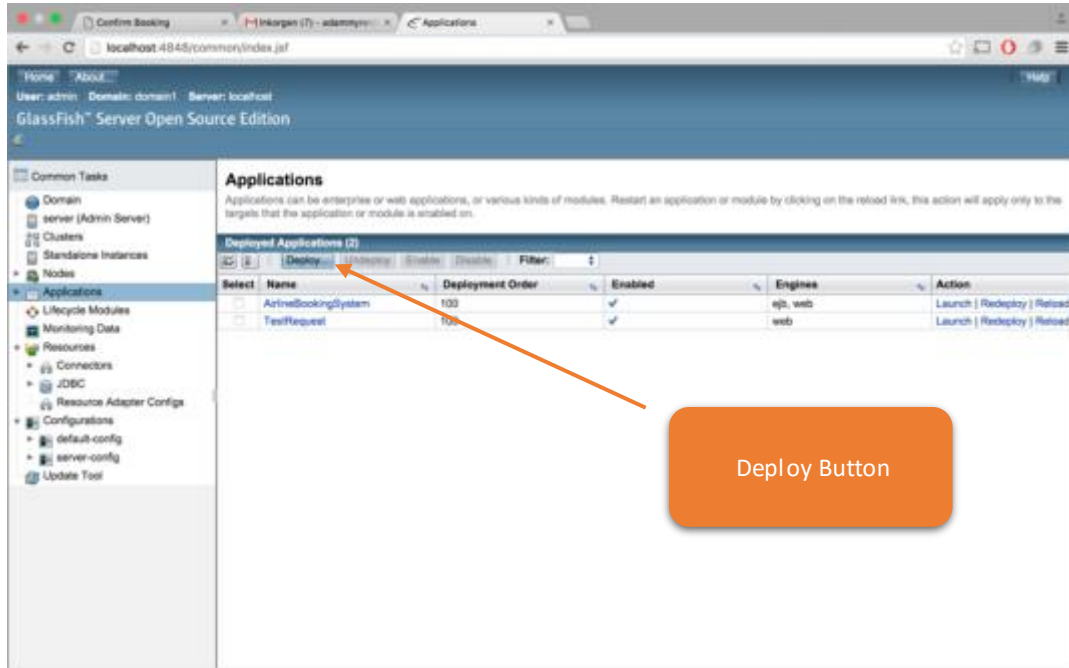 Confirm Booking
Inkorgen (7) - adammyre
Applications
localhost:4848/common/index.jsf
Home About...
Help
User: admin Domain: domain1 Server: localhost
GlassFish™ Server Open Source Edition
Common Tasks
Domain
server (Admin Server)
Clusters
Standalone Instances
Nodes
Applications
Lifecycle Modules
Monitoring Data
Resources
Connectors
JDBC
Resource Adapter Configs
Configurations
default-config
server-config
Update Tool
Applications
Applications can be enterprise or web applications, or various kinds of modules. Restart an application or module by clicking on the reload link, this action will apply only to the
targets that the application or module is enabled on.
Deployed Applications (2)
Deploy... Undeploy Enable Disable Filter:
Select Name Deployment Order Enabled Engines Action
AirlineBookingSystem 100 ejb, web Launch | Redeploy | Reload
TestRequest 100 web Launch | Redeploy | Reload
Deploy Button